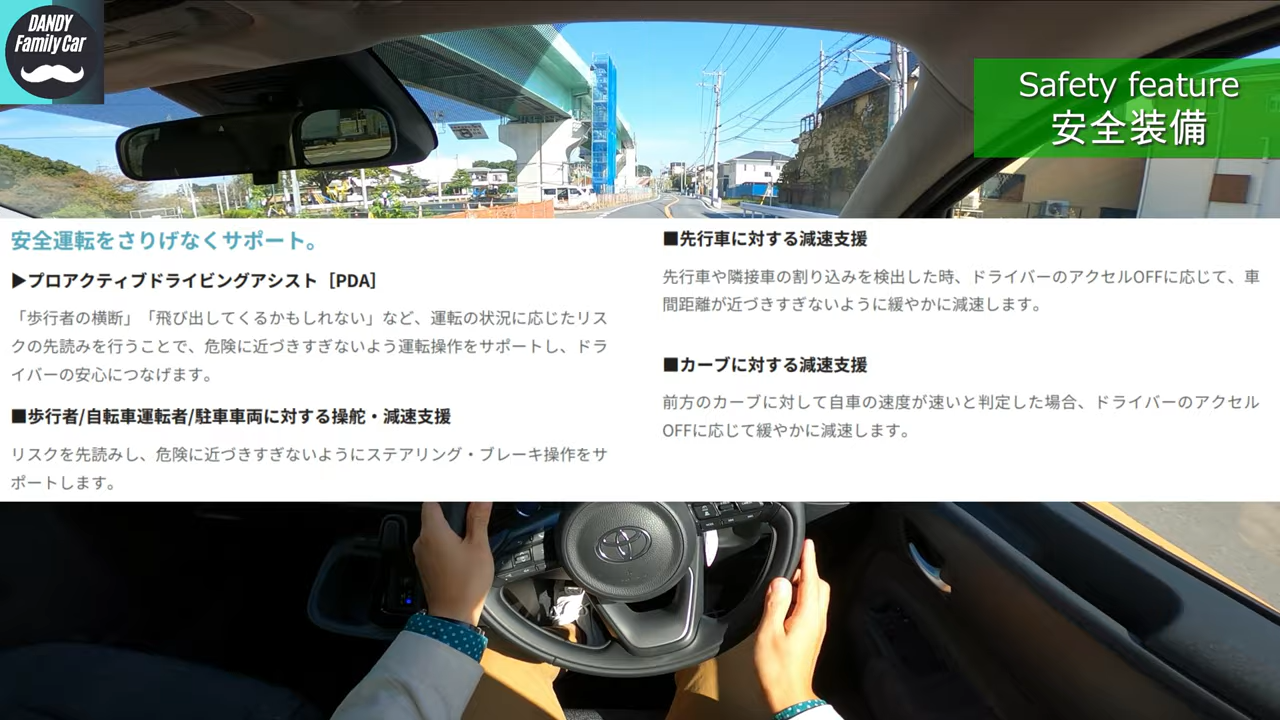 DANDY
Family Car
Safety feature
安全装備
安全運転をさりげなくサポート。
▶プロアクティブドライビングアシスト［PDA］
「歩行者の横断」「飛び出してくるかもしれない」など、運転の状況に応じたリス
クの先読みを行うことで、危険に近づきすぎないよう運転操作をサポートし、ドラ
イバーの安心につなげます。
■歩行者/自転車運転者/駐車車両に対する操舵・減速支援
リスクを先読みし、危険に近づきすぎないようにステアリング・ブレーキ操作をサ
ポートします。
■先行車に対する減速支援
先行車や隣接車の割り込みを検出した時、ドライバーのアクセルOFFに応じて、車
間距離が近づきすぎないように緩やかに減速します。
■カーブに対する減速支援
前方のカーブに対して自車の速度が速いと判定した場合、ドライバーのアクセル
OFFに応じて緩やかに減速します。